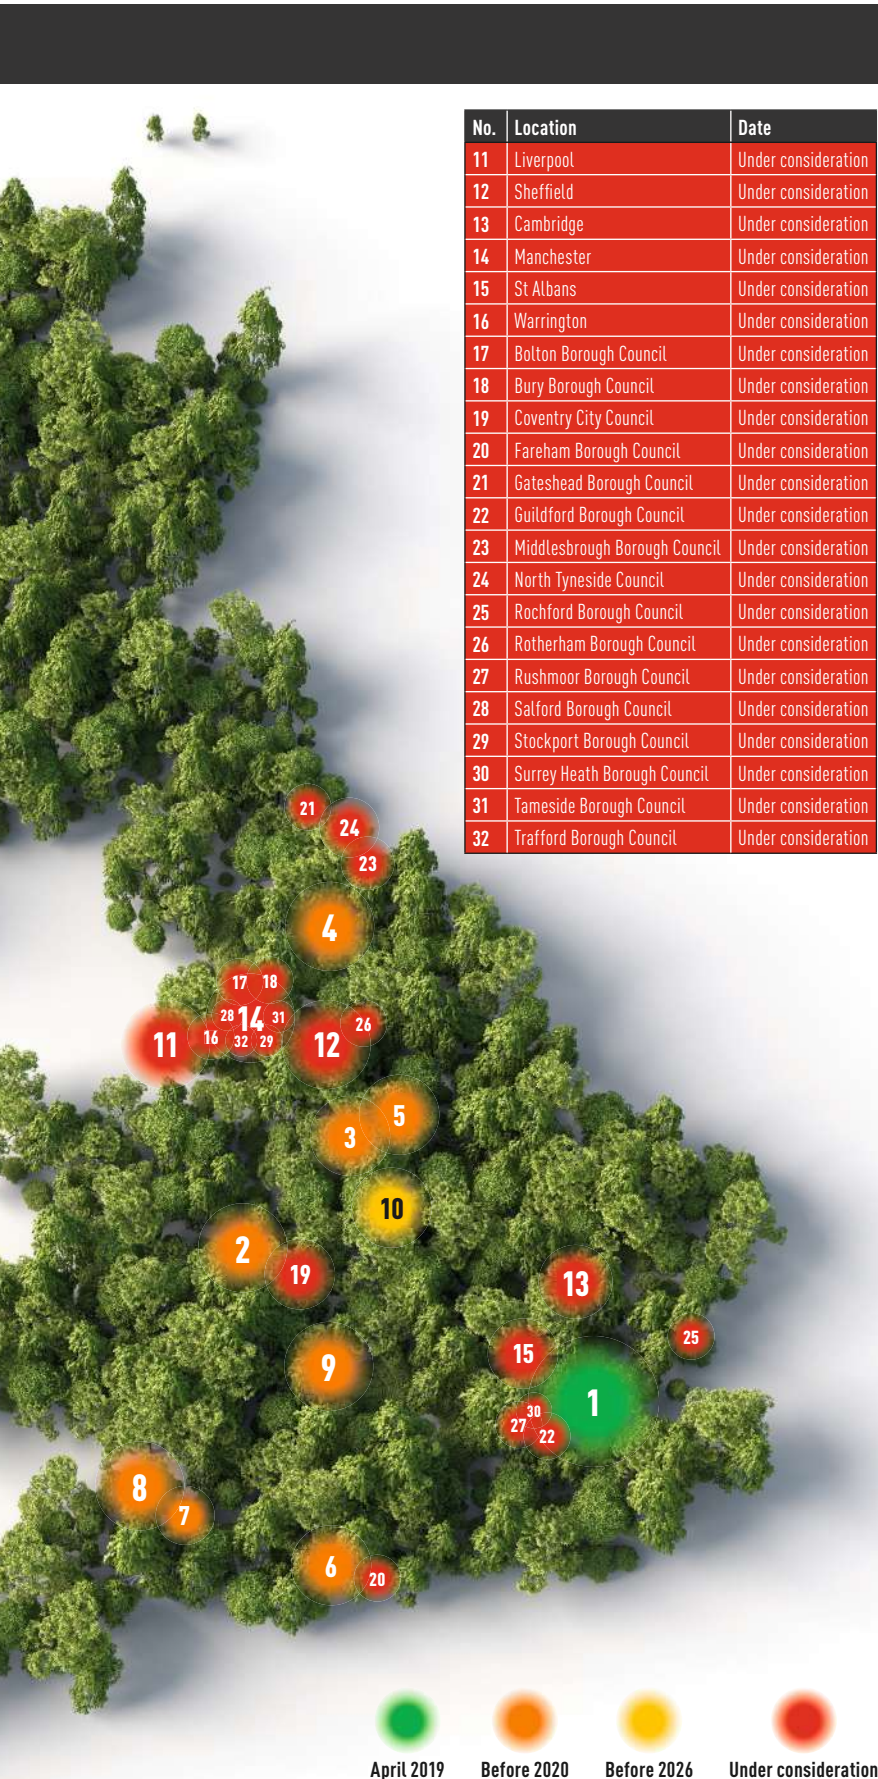 No. Location Date
11 Liverpool Under consideration
12 Sheffield Under consideration
13 Cambridge Under consideration
14 Manchester Under consideration
15 St Albans Under consideration
16 Warrington Under consideration
17 Bolton Borough Council Under consideration
18 Bury Borough Council Under consideration
19 Coventry City Council Under consideration
20 Fareham Borough Council Under consideration
21 Gateshead Borough Council Under consideration
22 Guildford Borough Council Under consideration
23 Middlesbrough Borough Council Under consideration
24 North Tyneside Council Under consideration
25 Rochford Borough Council Under consideration
26 Rotherham Borough Council Under consideration
27 Rushmoor Borough Council Under consideration
28 Salford Borough Council Under consideration
29 Stockport Borough Council Under consideration
30 Surrey Heath Borough Council Under consideration
31 Tameside Borough Council Under consideration
32 Trafford Borough Council Under consideration
21
24
23
4
17 18
28 14 31
11 16 32 29 12 26
5
3
10
2
19
13
25
15
9
1
30
27 22
8
7
6
20
April 2019 Before 2020 Before 2026 Under consideration